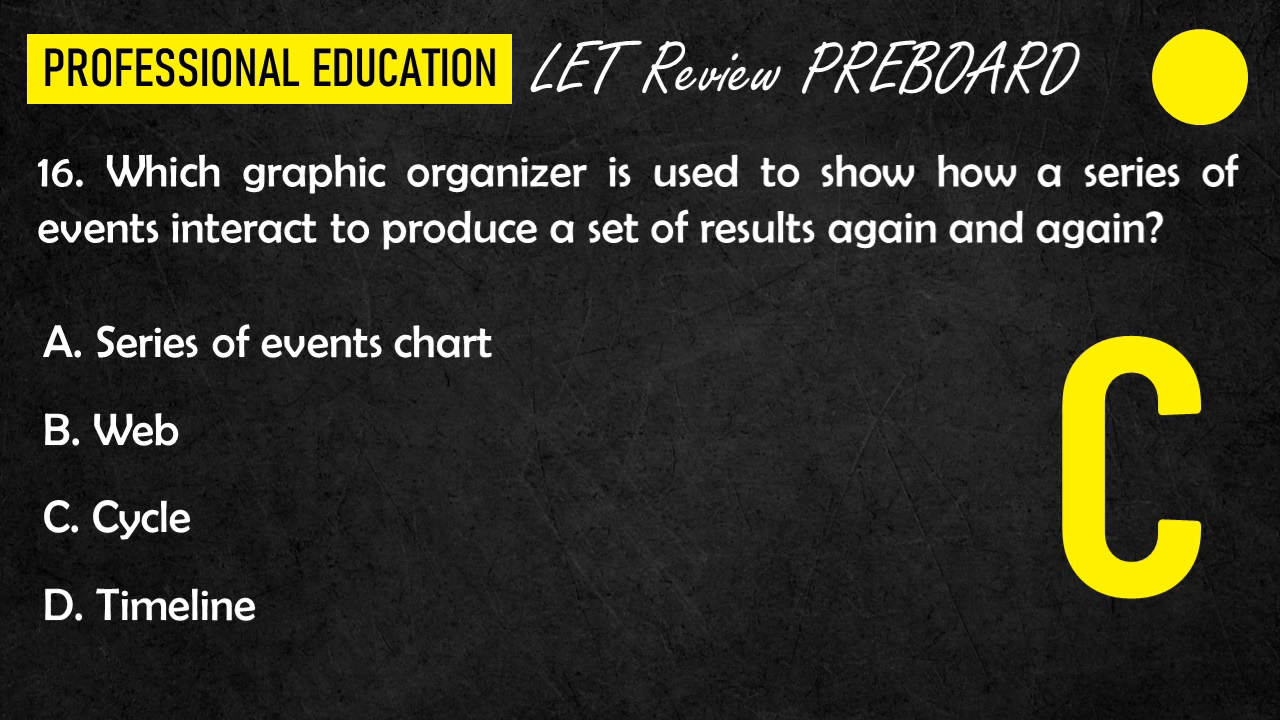 PROFESSIONAL EDUCATION LET Review PREBOARD
16. Which graphic organizer is used to show how a series of
events interact to produce a set of results again and again?
A. Series of events chart
B. Web
C. Cycle
D. Timeline
C